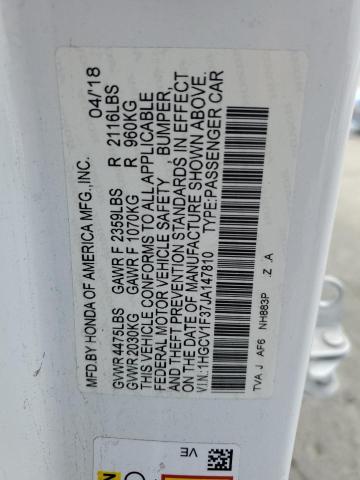 MFD.BY HONDA OF AMERICA MFG.,INC. 04/'18
GVWR 4475LBS GAWR F 2359LBS R 2116LBS
GVWR 2030KG GAWR F 1070KG R 960KG
THIS VEHICLE CONFORMS TO ALL APPLICABLE
FEDERAL MOTOR VEHICLE SAFETY , BUMPER,
AND THEFT PREVENTION STANDARDS IN EFFECT
ON THE DATE OF MANUFACTURE SHOWN ABOVE.
V.I.N.:1HGCV1F37JA147810 TYPE:PASSENGER CAR
TVA J AF6 NH883P .Z .A
VE